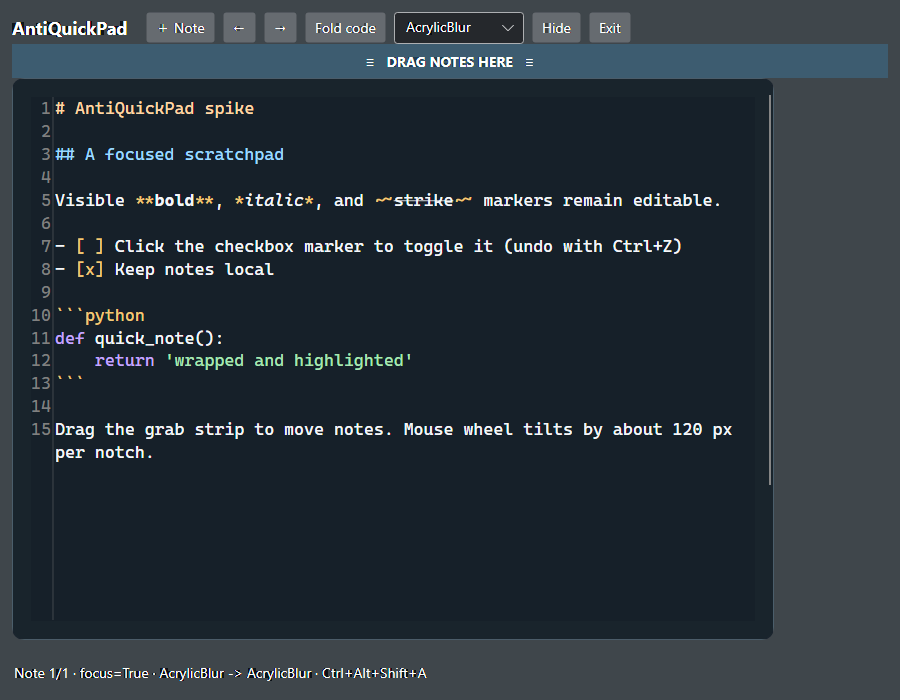 AntiQuickPad + Note ← → Fold code AcrylicBlur Hide Exit
≡ DRAG NOTES HERE ≡
1 # AntiQuickPad spike
2
3 ## A focused scratchpad
4
5 Visible **bold**, *italic*, and ~~strike~~ markers remain editable.
6
7 - [ ] Click the checkbox marker to toggle it (undo with Ctrl+Z)
8 - [x] Keep notes local
9
10 ```python
11 def quick_note():
12     return 'wrapped and highlighted'
13 ```
14
15 Drag the grab strip to move notes. Mouse wheel tilts by about 120 px
per notch.
Note 1/1 · focus=True · AcrylicBlur -> AcrylicBlur · Ctrl+Alt+Shift+A